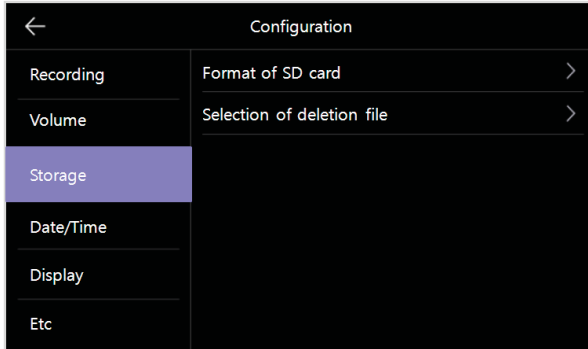 Configuration
Recording
Volume
Storage
Date/Time
Display
Etc
Format of SD card
Selection of deletion file